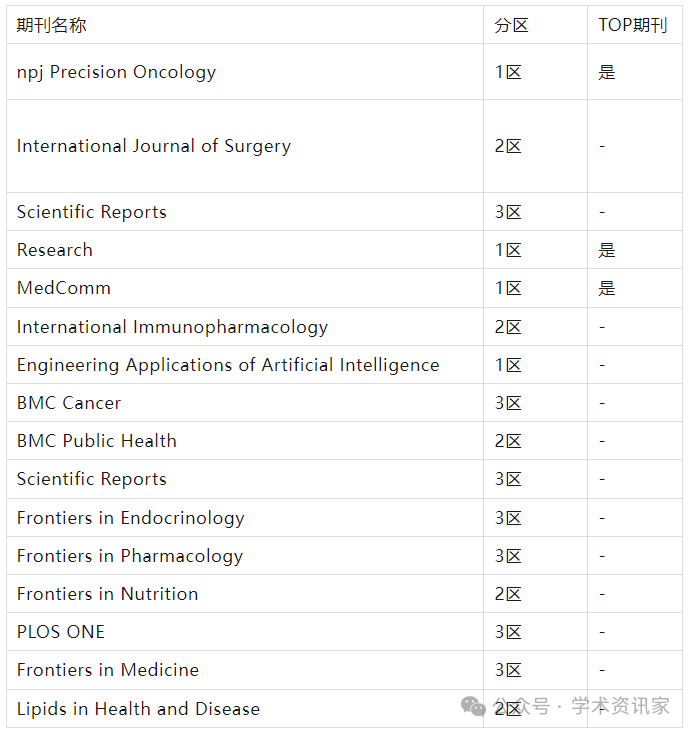 期刊名称 分区 TOP期刊
npj Precision Oncology 1区 是
International Journal of Surgery 2区 -
Scientific Reports 3区 -
Research 1区 是
MedComm 1区 是
International Immunopharmacology 2区 -
Engineering Applications of Artificial Intelligence 1区 -
BMC Cancer 3区 -
BMC Public Health 2区 -
Scientific Reports 3区 -
Frontiers in Endocrinology 3区 -
Frontiers in Pharmacology 3区 -
Frontiers in Nutrition 2区 -
PLOS ONE 3区 -
Frontiers in Medicine 3区 -
Lipids in Health and Disease 2区 -
公众号 · 学术资讯家